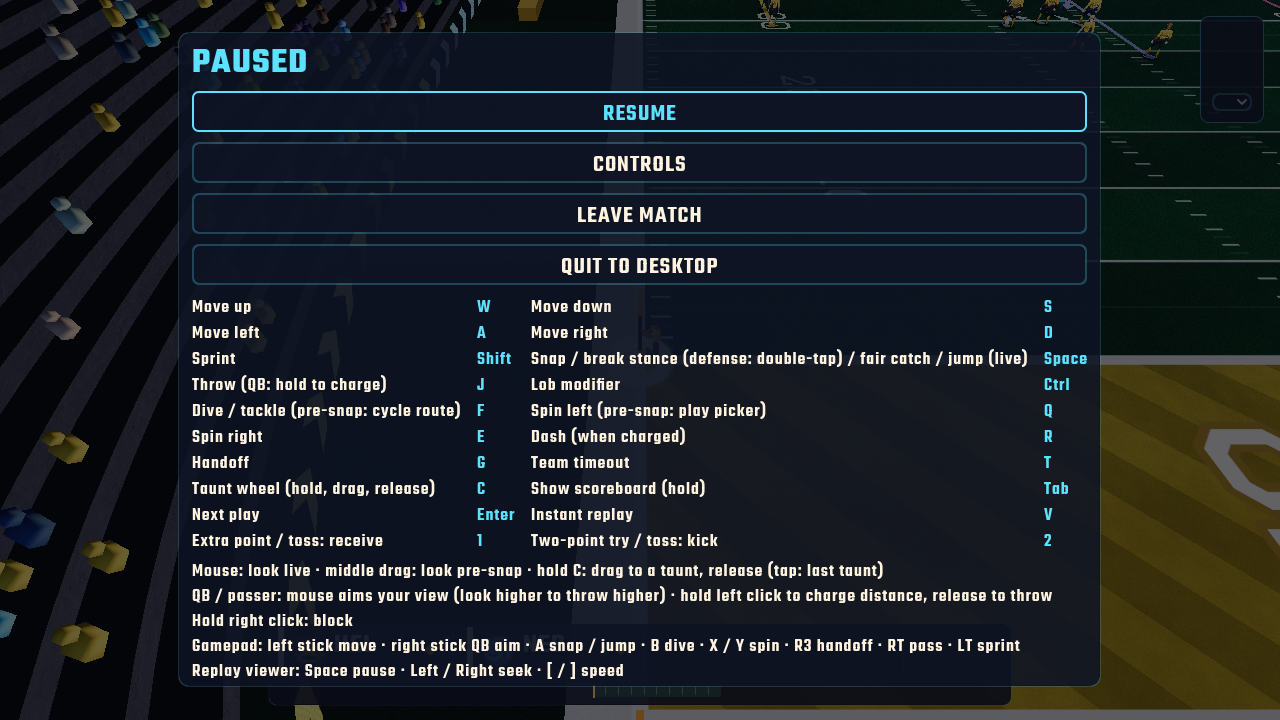 PAUSED
RESUME
CONTROLS
LEAVE MATCH
QUIT TO DESKTOP
Move up W Move down S
Move left A Move right D
Sprint Shift Snap / break stance (defense: double-tap) / fair catch / jump (live) Space
Throw (QB: hold to charge) J Lob modifier Ctrl
Dive / tackle (pre-snap: cycle route) F Spin left (pre-snap: play picker) Q
Spin right E Dash (when charged) R
Handoff G Team timeout T
Taunt wheel (hold, drag, release) C Show scoreboard (hold) Tab
Next play Enter Instant replay V
Extra point / toss: receive 1 Two-point try / toss: kick 2
Mouse: look live · middle drag: look pre-snap · hold C: drag to a taunt, release (tap: last taunt)
QB / passer: mouse aims your view (look higher to throw higher) · hold left click to charge distance, release to throw
Hold right click: block
Gamepad: left stick move · right stick QB aim · A snap / jump · B dive · X / Y spin · R3 handoff · RT pass · LT sprint
Replay viewer: Space pause · Left / Right seek · [ / ] speed